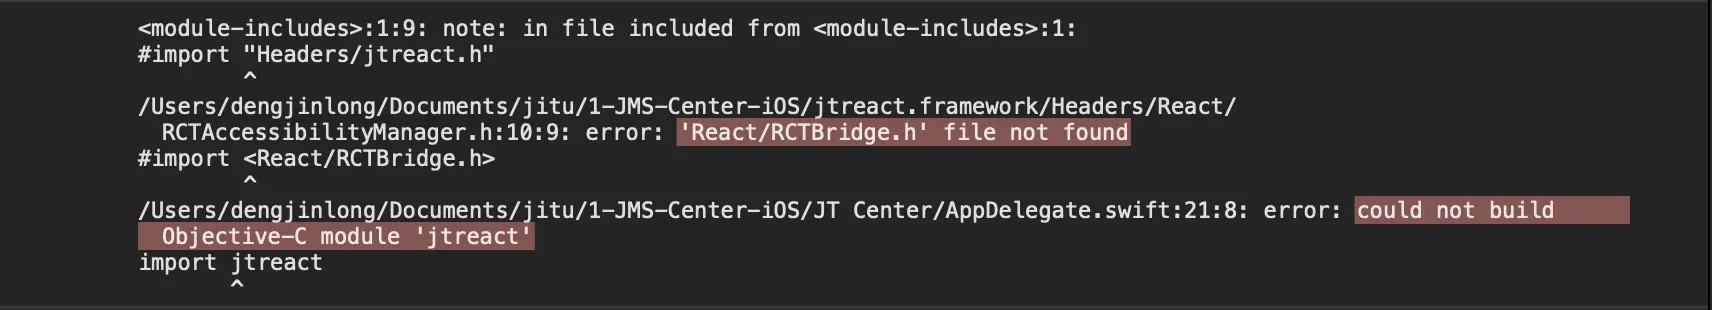 <module-includes>:1:9: note: in file included from <module-includes>:1:
#import "Headers/jtreact.h"
^
/Users/dengjinlong/Documents/jitu/1-JMS-Center-iOS/jtreact.framework/Headers/React/
RCTAccessibilityManager.h:10:9: error: 'React/RCTBridge.h' file not found
#import <React/RCTBridge.h>
^
/Users/dengjinlong/Documents/jitu/1-JMS-Center-iOS/JT Center/AppDelegate.swift:21:8: error: could not build
Objective-C module 'jtreact'
import jtreact
^